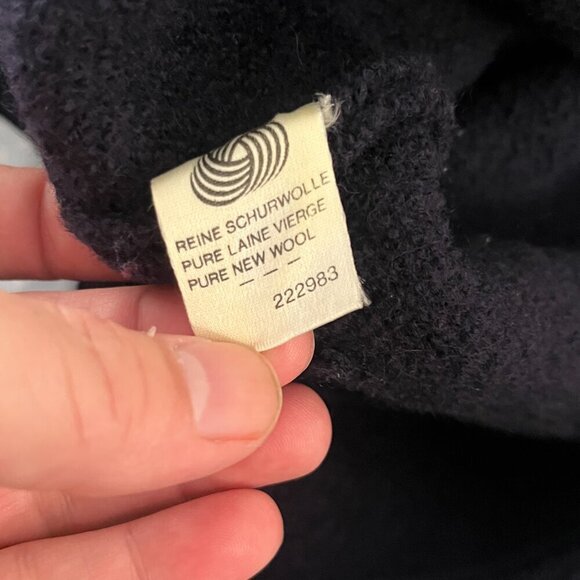 REINE SCHURWOLLE
PURE LAINE VIERGE
PURE NEW WOOL
— — —
222983